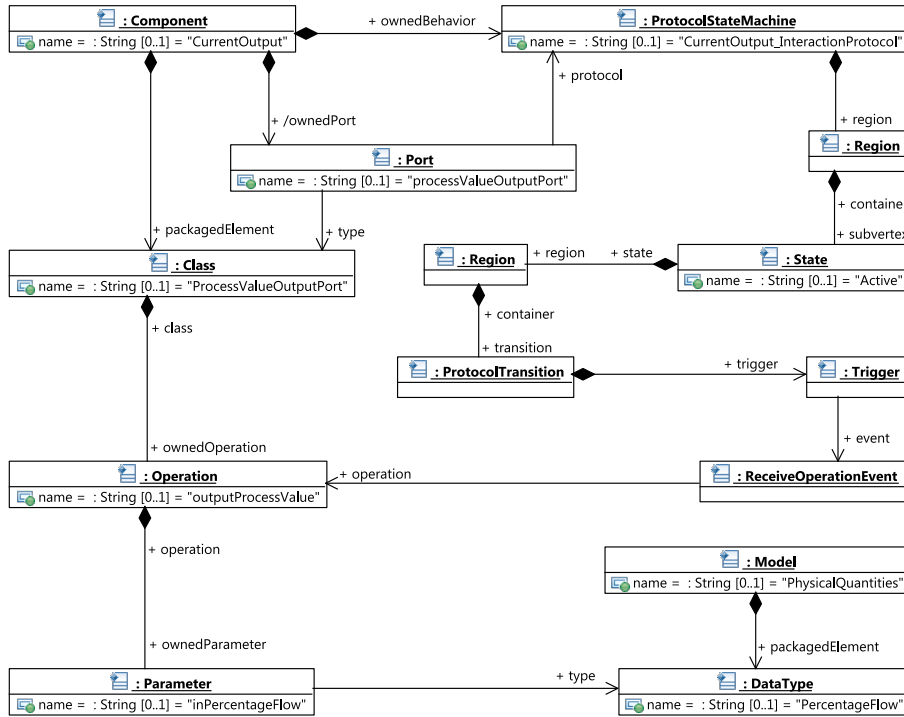 : Component
name = : String [0..1] = "CurrentOutput"
+ ownedBehavior
: ProtocolStateMachine
name = : String [0..1] = "CurrentOutput_InteractionProtocol"
+ protocol
+ /ownedPort
+ region
: Region
: Port
name = : String [0..1] = "processValueOutputPort"
+ container
+ subvertex
+ packagedElement
+ type
: Class
name = : String [0..1] = "ProcessValueOutputPort"
: Region
+ region
+ state
: State
name = : String [0..1] = "Active"
+ class
+ container
+ transition
: ProtocolTransition
+ trigger
: Trigger
+ event
+ ownedOperation
: Operation
name = : String [0..1] = "outputProcessValue"
+ operation
: ReceiveOperationEvent
+ operation
: Model
name = : String [0..1] = "PhysicalQuantities"
+ packagedElement
+ ownedParameter
: Parameter
name = : String [0..1] = "inPercentageFlow"
+ type
: DataType
name = : String [0..1] = "PercentageFlow"